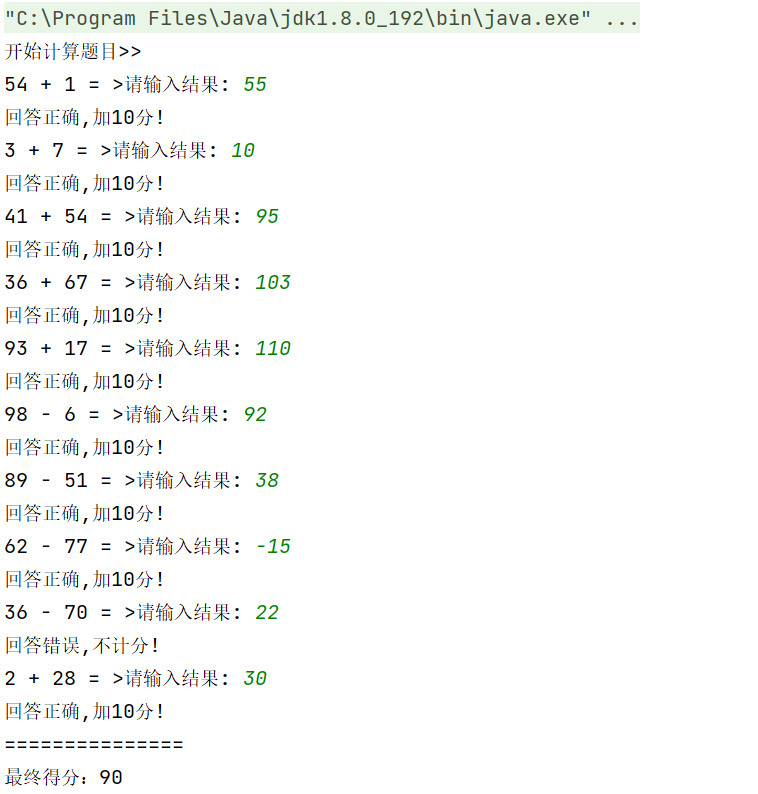 "C:\Program Files\Java\jdk1.8.0_192\bin\java.exe" ...
开始计算题目>>
54 + 1 = >请输入结果: 55
回答正确,加10分!
3 + 7 = >请输入结果: 10
回答正确,加10分!
41 + 54 = >请输入结果: 95
回答正确,加10分!
36 + 67 = >请输入结果: 103
回答正确,加10分!
93 + 17 = >请输入结果: 110
回答正确,加10分!
98 - 6 = >请输入结果: 92
回答正确,加10分!
89 - 51 = >请输入结果: 38
回答正确,加10分!
62 - 77 = >请输入结果: -15
回答正确,加10分!
36 - 70 = >请输入结果: 22
回答错误,不计分!
2 + 28 = >请输入结果: 30
回答正确,加10分!
===============
最终得分：90